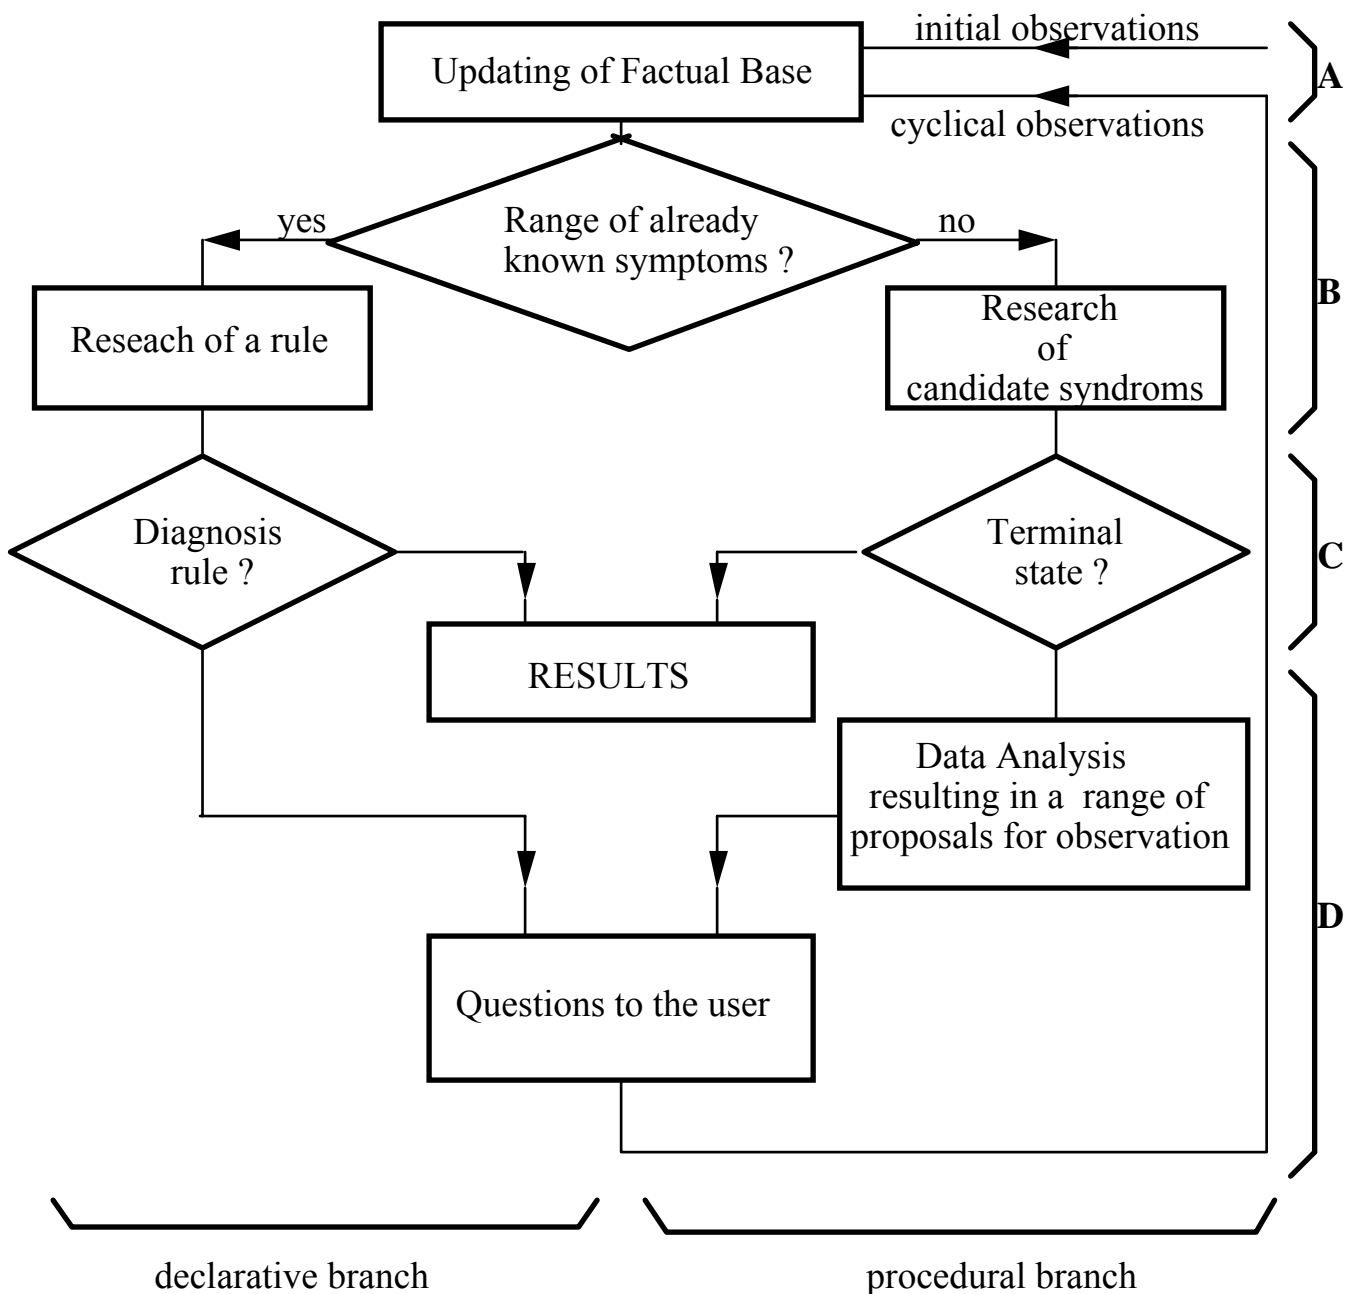 initial observations
Updating of Factual Base
A
cyclical observations
yes
Range of already
known symptoms ?
no
B
Reseach of a rule
Research
of
candidate syndroms
Diagnosis
rule ?
Terminal
state ?
C
RESULTS
Data Analysis
resulting in a range of
proposals for observation
D
Questions to the user
declarative branch
procedural branch